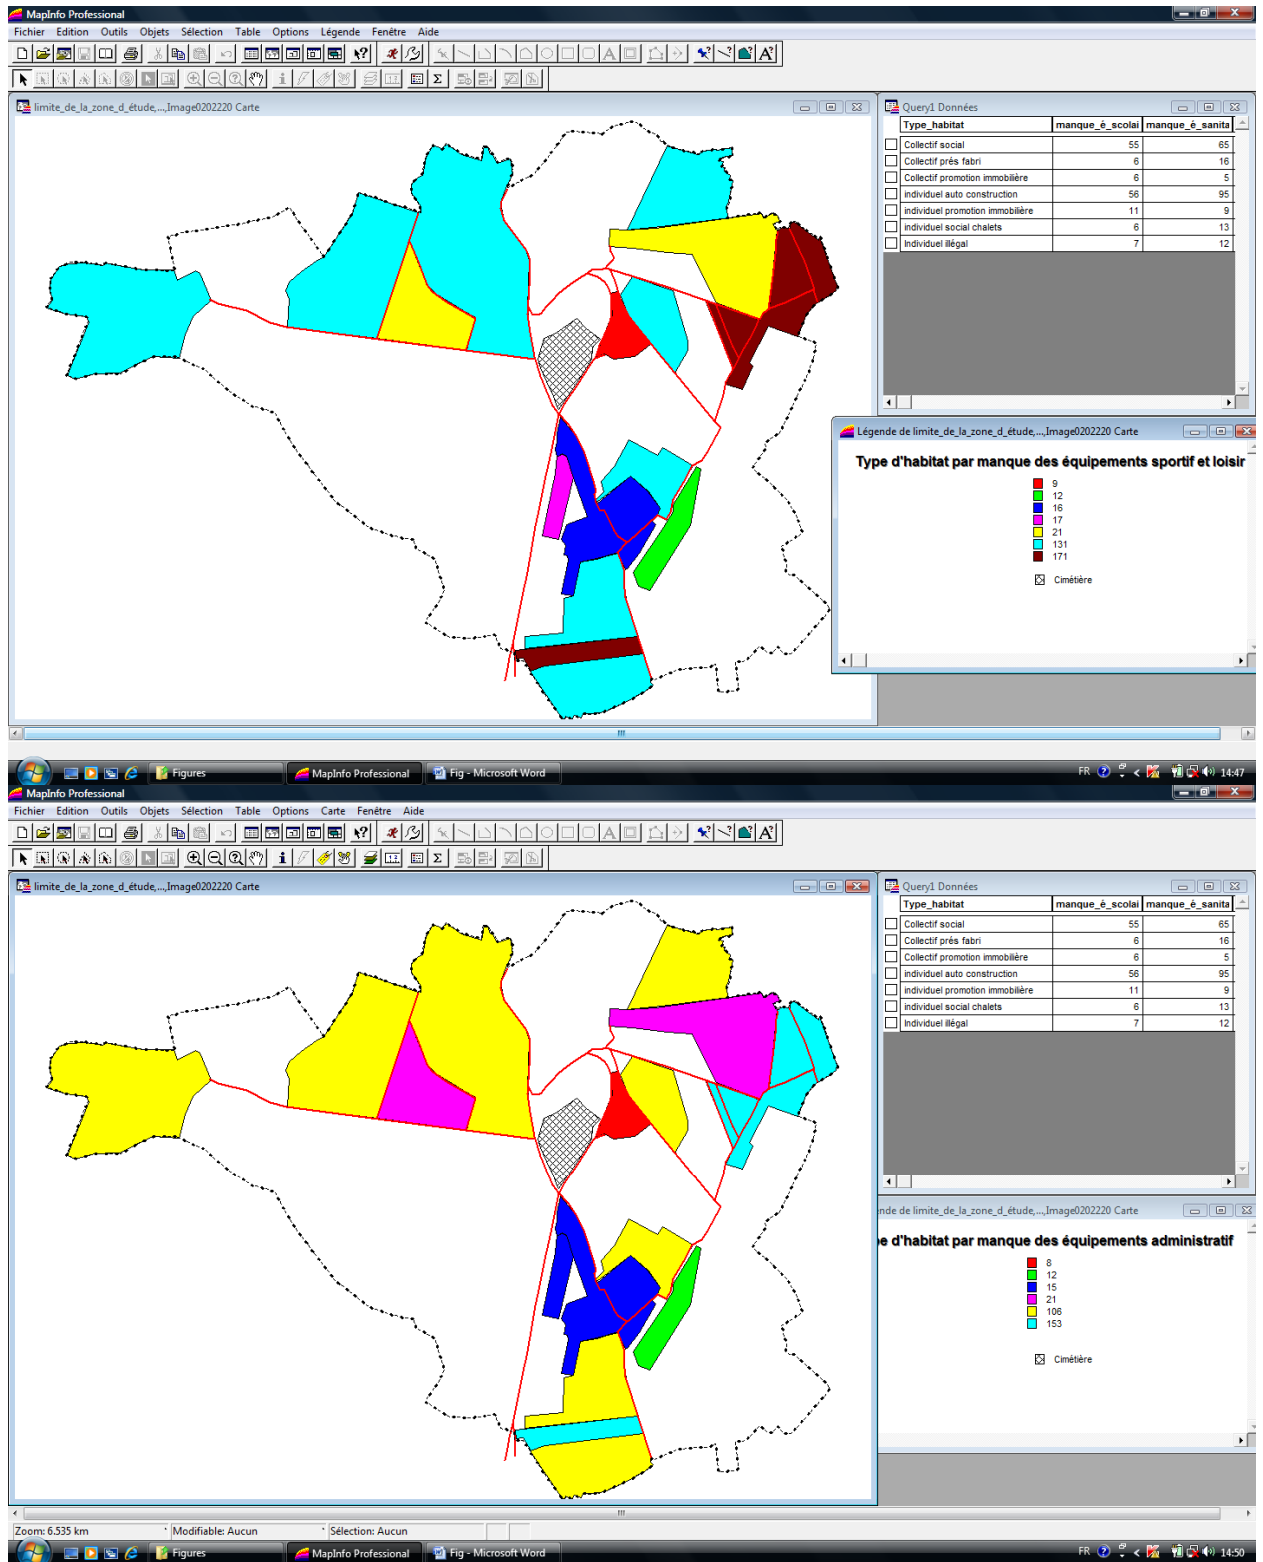 MapInfo Professional
Fichier Edition Outils Objets Sélection Table Options Légende Fenêtre Aide
limite_de_la_zone_d_étude,...,Image0202220 Carte
Query1 Données
Type_habitat manque_é_scolai manque_é_sanita
Collectif social 55 65
Collectif prés fabri 6 16
Collectif promotion immobilière 6 5
individuel auto construction 56 95
individuel promotion immobilière 11 9
individuel social chalets 6 13
Individuel illégal 7 12
Légende de limite_de_la_zone_d_étude,...,Image0202220 Carte
Type d'habitat par manque des équipements sportif et loisir
9
12
16
17
21
131
171
Cimétière
Figures MapInfo Professional Fig - Microsoft Word FR 14:47
MapInfo Professional
Fichier Edition Outils Objets Sélection Table Options Carte Fenêtre Aide
limite_de_la_zone_d_étude,...,Image0202220 Carte
Query1 Données
Type_habitat manque_é_scolai manque_é_sanita
Collectif social 55 65
Collectif prés fabri 6 16
Collectif promotion immobilière 6 5
individuel auto construction 56 95
individuel promotion immobilière 11 9
individuel social chalets 6 13
Individuel illégal 7 12
ende de limite_de_la_zone_d_étude,...,Image0202220 Carte
e d'habitat par manque des équipements administratif
8
12
15
21
106
153
Cimétière
Zoom: 6.535 km Modifiable: Aucun Sélection: Aucun
Figures MapInfo Professional Fig - Microsoft Word FR 14:50